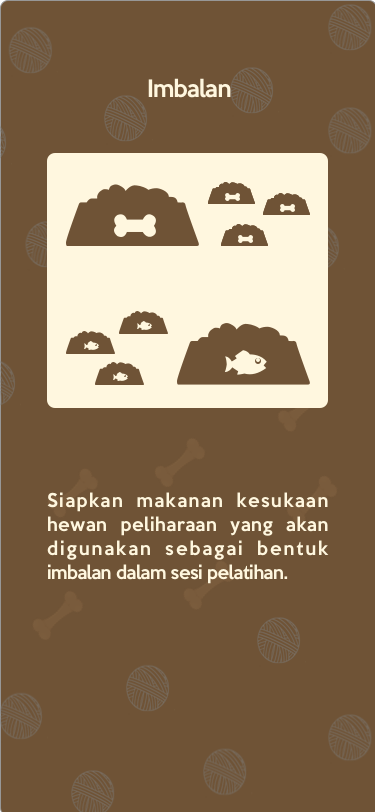 Imbalan
Siapkan makanan kesukaan
hewan peliharaan yang akan
digunakan sebagai bentuk
imbalan dalam sesi pelatihan.